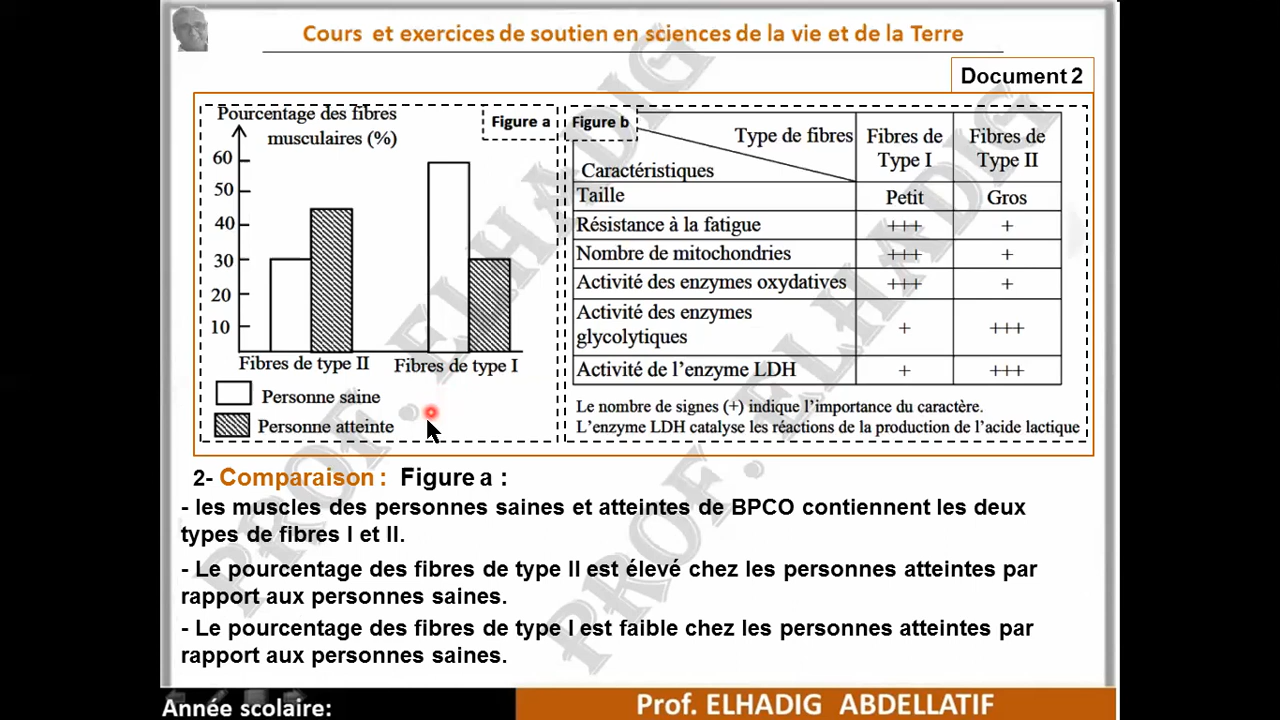 Cours et exercices de soutien en sciences de la vie et de la Terre
Document 2
Pourcentage des fibres
musculaires (%)
Figure a
60
50
40
30
20
10
Fibres de type II
Fibres de type I
Personne saine
Personne atteinte
Figure b
Type de fibres
Caractéristiques
Fibres de
Type I
Fibres de
Type II
Taille Petit Gros
Résistance à la fatigue +++ +
Nombre de mitochondries +++ +
Activité des enzymes oxydatives +++ +
Activité des enzymes
glycolytiques + +++
Activité de l’enzyme LDH + +++
Le nombre de signes (+) indique l’importance du caractère.
L’enzyme LDH catalyse les réactions de la production de l’acide lactique
2- Comparaison : Figure a :
- les muscles des personnes saines et atteintes de BPCO contiennent les deux
types de fibres I et II.
- Le pourcentage des fibres de type II est élevé chez les personnes atteintes par
rapport aux personnes saines.
- Le pourcentage des fibres de type I est faible chez les personnes atteintes par
rapport aux personnes saines.
PROF. ELHADIG
PROF. ELHADIG
Année scolaire:
Prof. ELHADIG ABDELLATIF